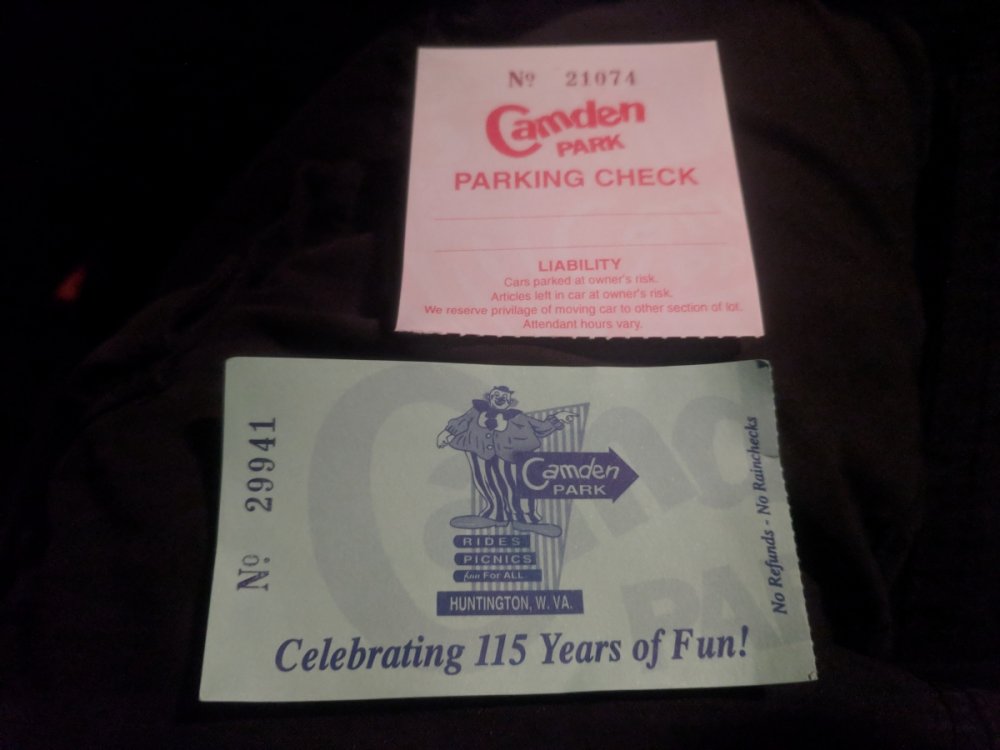 Nº 21074
Camden
PARK
PARKING CHECK
LIABILITY
Cars parked at owner's risk.
Articles left in car at owner's risk.
We reserve privilage of moving car to other section of lot.
Attendant hours vary.
Nº 29941
Camden
PARK
RIDES
PICNICS
fun For ALL
HUNTINGTON, W. VA.
Celebrating 115 Years of Fun!
No Refunds - No Rainchecks